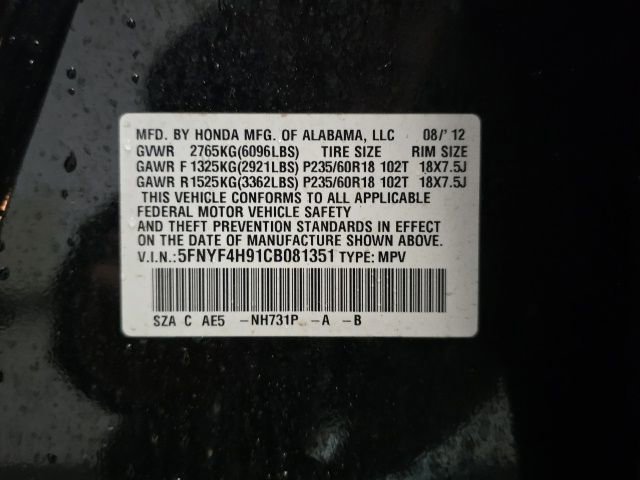 MFD. BY HONDA MFG. OF ALABAMA, LLC 08/'12
GVWR 2765KG(6096LBS) TIRE SIZE RIM SIZE
GAWR F 1325KG(2921LBS) P235/60R18 102T 18X7.5J
GAWR R1525KG(3362LBS) P235/60R18 102T 18X7.5J
THIS VEHICLE CONFORMS TO ALL APPLICABLE
FEDERAL MOTOR VEHICLE SAFETY
AND THEFT PREVENTION STANDARDS IN EFFECT
ON THE DATE OF MANUFACTURE SHOWN ABOVE.
V.I.N.: 5FNYF4H91CB081351 TYPE: MPV
SZA C AE5 -NH731P -A -B